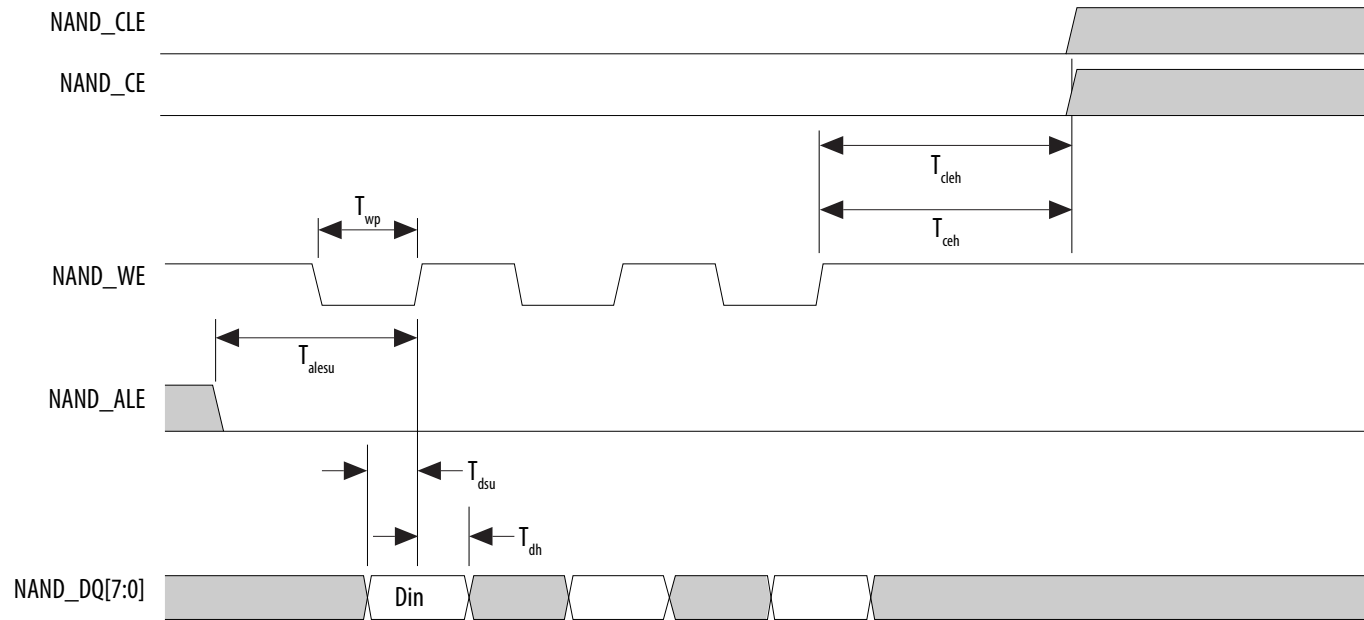 NAND_CLE
NAND_CE
T_cleh
T_wp
T_ceh
NAND_WE
T_alesu
NAND_ALE
T_dsu
T_dh
NAND_DQ[7:0]
Din